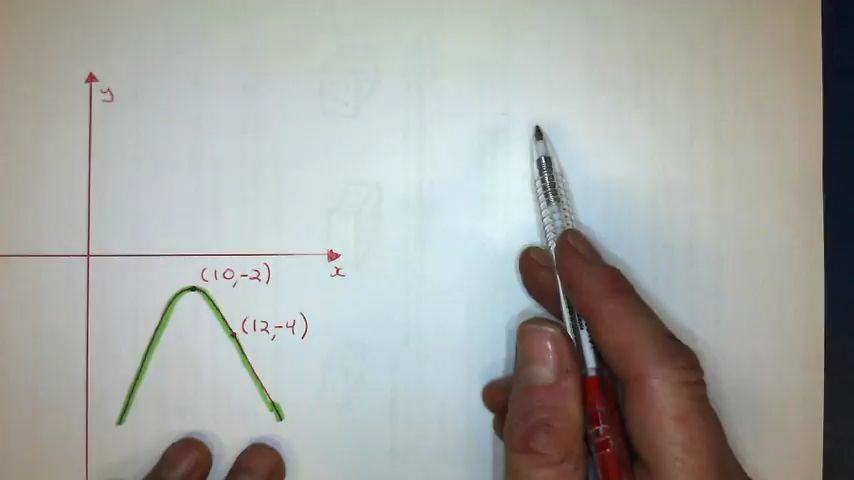 y
x
(10,-2)
(12,-4)